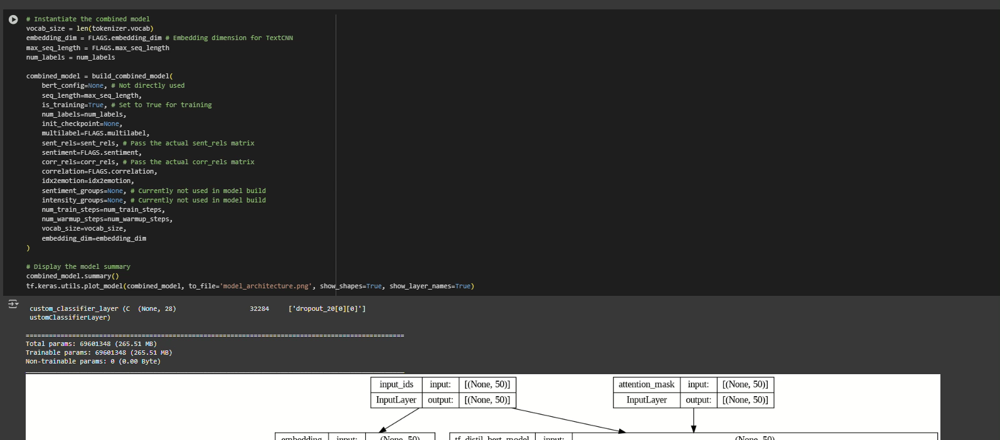 # Instantiate the combined model
vocab_size = len(tokenizer.vocab)
embedding_dim = FLAGS.embedding_dim # Embedding dimension for TextCNN
max_seq_length = FLAGS.max_seq_length
num_labels = num_labels
combined_model = build_combined_model(
bert_config=None, # Not directly used
seq_length=max_seq_length,
is_training=True, # Set to True for training
num_labels=num_labels,
init_checkpoint=None,
multilabel=FLAGS.multilabel,
sent_rels=sent_rels, # Pass the actual sent_rels matrix
sentiment=FLAGS.sentiment,
corr_rels=corr_rels, # Pass the actual corr_rels matrix
correlation=FLAGS.correlation,
idx2emotion=idx2emotion,
sentiment_groups=None, # Currently not used in model build
intensity_groups=None, # Currently not used in model build
num_train_steps=num_train_steps,
num_warmup_steps=num_warmup_steps,
vocab_size=vocab_size,
embedding_dim=embedding_dim
)
# Display the model summary
combined_model.summary()
tf.keras.utils.plot_model(combined_model, to_file='model_architecture.png', show_shapes=True, show_layer_names=True)
custom_classifier_layer (C (None, 28) 32284 ['dropout_20[0][0]']
ustomClassifierLayer)
================================================================================================
Total params: 69601348 (265.51 MB)
Trainable params: 69601348 (265.51 MB)
Non-trainable params: 0 (0.00 Byte)
input_ids input: [(None, 50)] attention_mask input: [(None, 50)]
InputLayer output: [(None, 50)] InputLayer output: [(None, 50)]
embedding input: (None, 50) tf_distil_bert_model input: (None, 50)